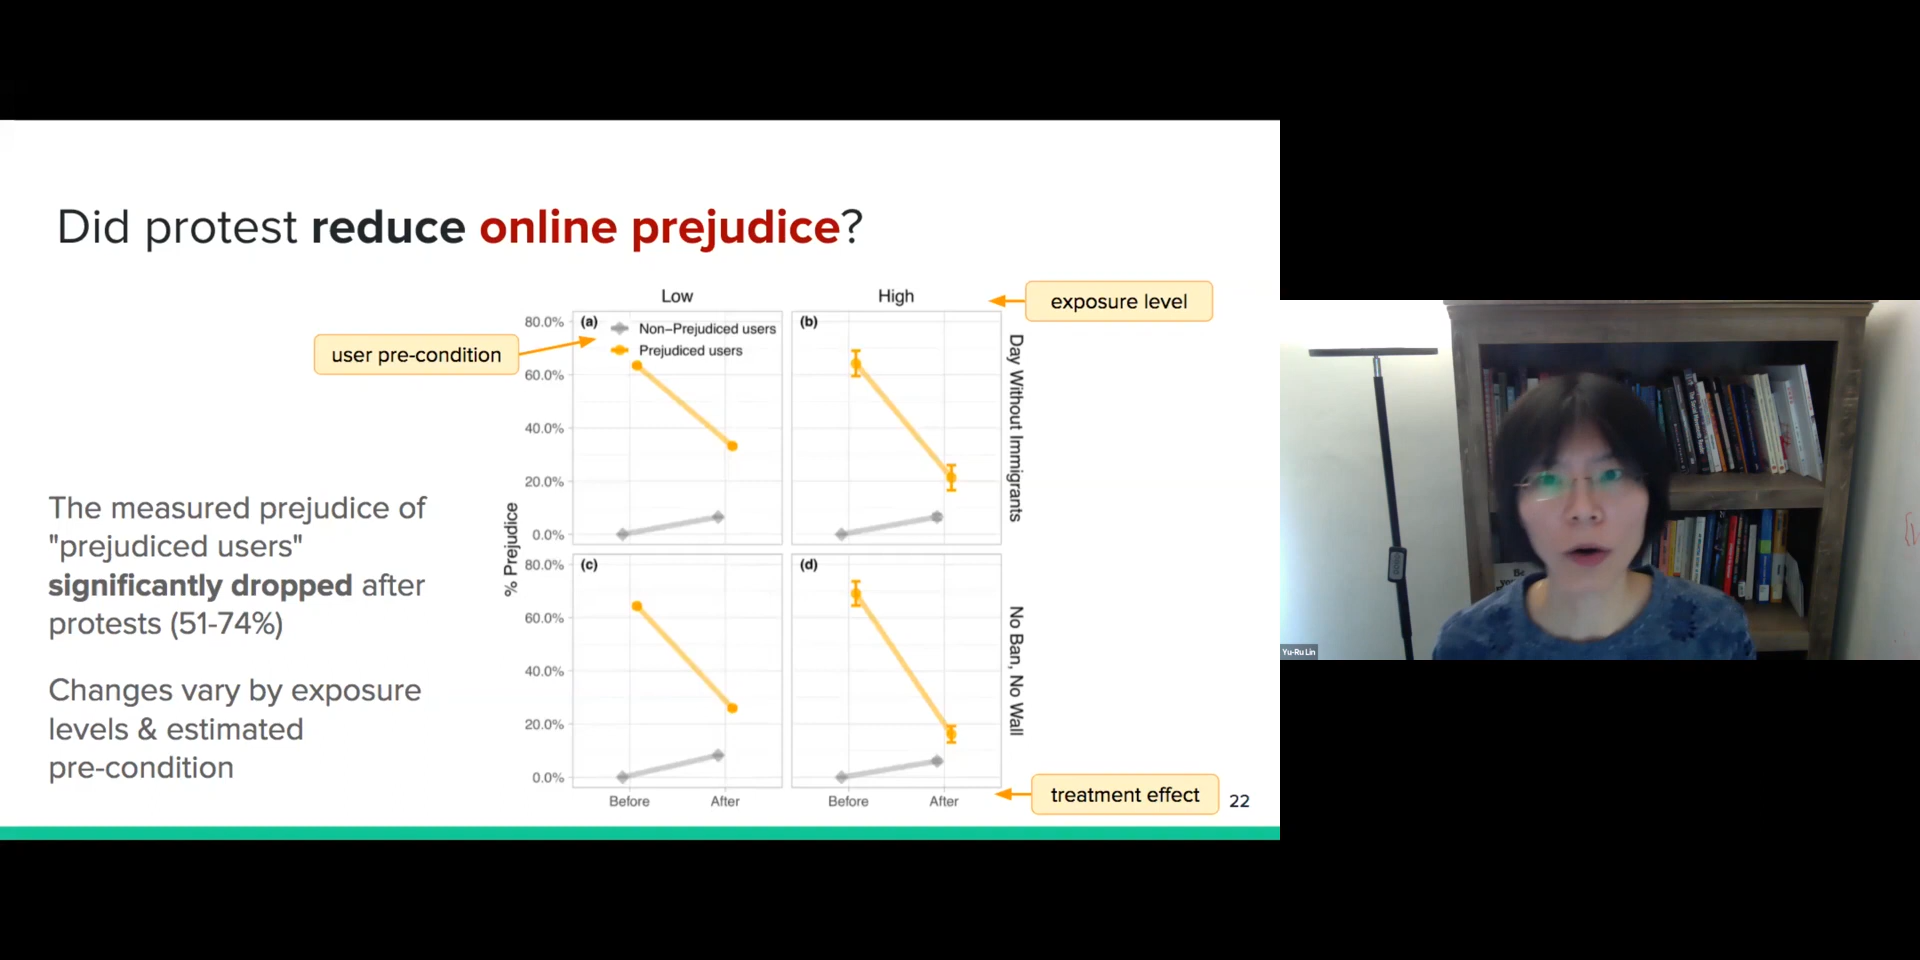 Did protest reduce online prejudice?
Low
High
exposure level
user pre-condition
(a)
Non-Prejudiced users
Prejudiced users
(b)
80.0%
60.0%
40.0%
20.0%
0.0%
Day Without Immigrants
% Prejudice
(c)
(d)
80.0%
60.0%
40.0%
20.0%
0.0%
No Ban, No Wall
Before
After
Before
After
treatment effect
22
The measured prejudice of
"prejudiced users"
significantly dropped after
protests (51-74%)
Changes vary by exposure
levels & estimated
pre-condition
Yu-Ru Lin